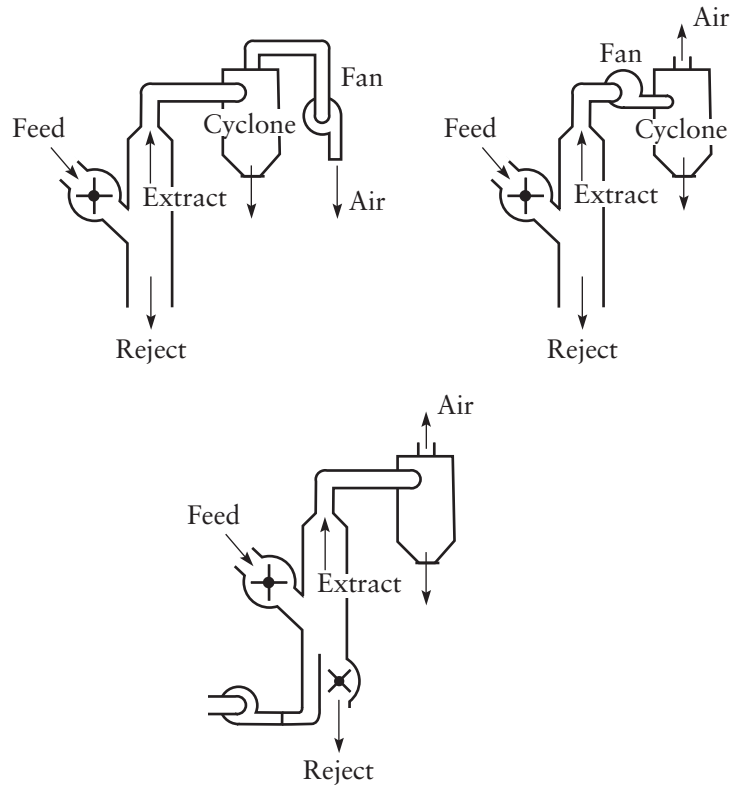 Feed
Extract
Reject
Cyclone
Fan
Air
Feed
Extract
Reject
Fan
Cyclone
Air
Feed
Extract
Reject
Air